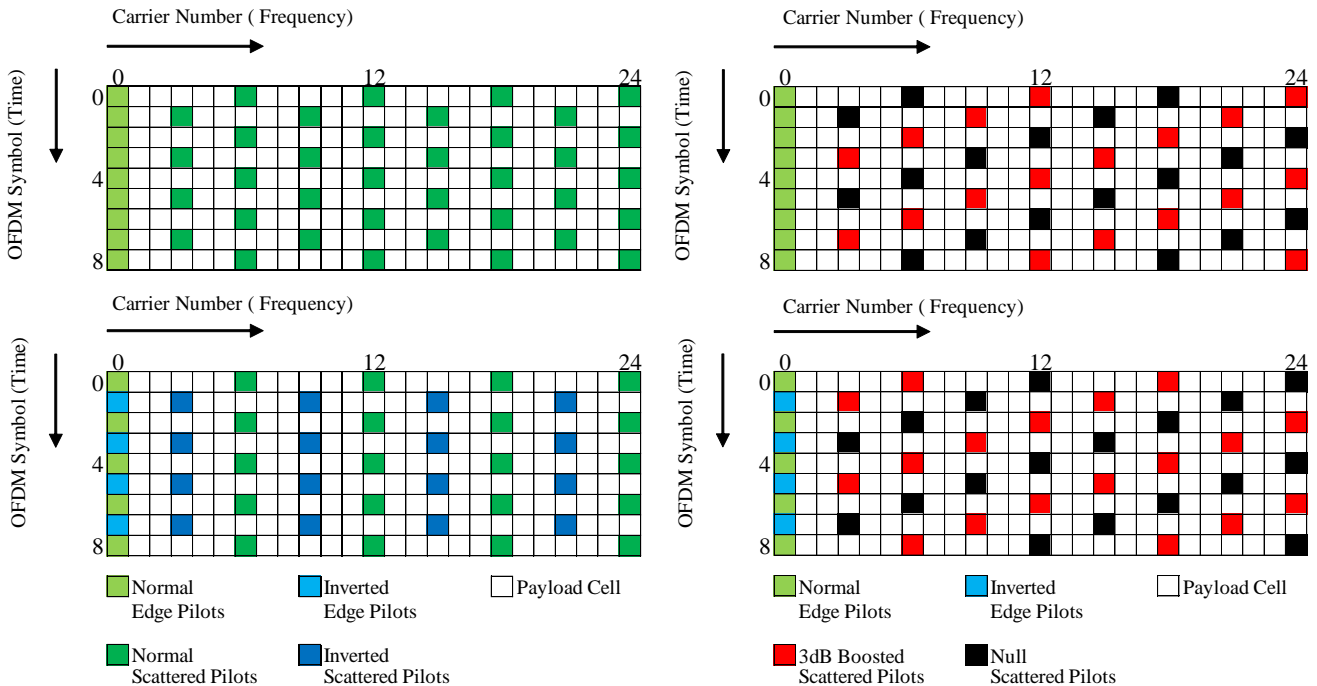 Carrier Number ( Frequency)
OFDM Symbol (Time)
0 12 24
0
4
8
Carrier Number ( Frequency)
OFDM Symbol (Time)
0 12 24
0
4
8
Carrier Number ( Frequency)
OFDM Symbol (Time)
0 12 24
0
4
8
Carrier Number ( Frequency)
OFDM Symbol (Time)
0 12 24
0
4
8
Normal
Edge Pilots
Inverted
Edge Pilots
Payload Cell
Normal
Scattered Pilots
Inverted
Scattered Pilots
Normal
Edge Pilots
Inverted
Edge Pilots
Payload Cell
3dB Boosted
Scattered Pilots
Null
Scattered Pilots